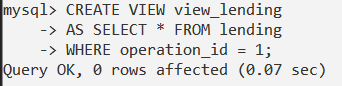 mysql> CREATE VIEW view_lending
    -> AS SELECT * FROM lending
    -> WHERE operation_id = 1;
Query OK, 0 rows affected (0.07 sec)